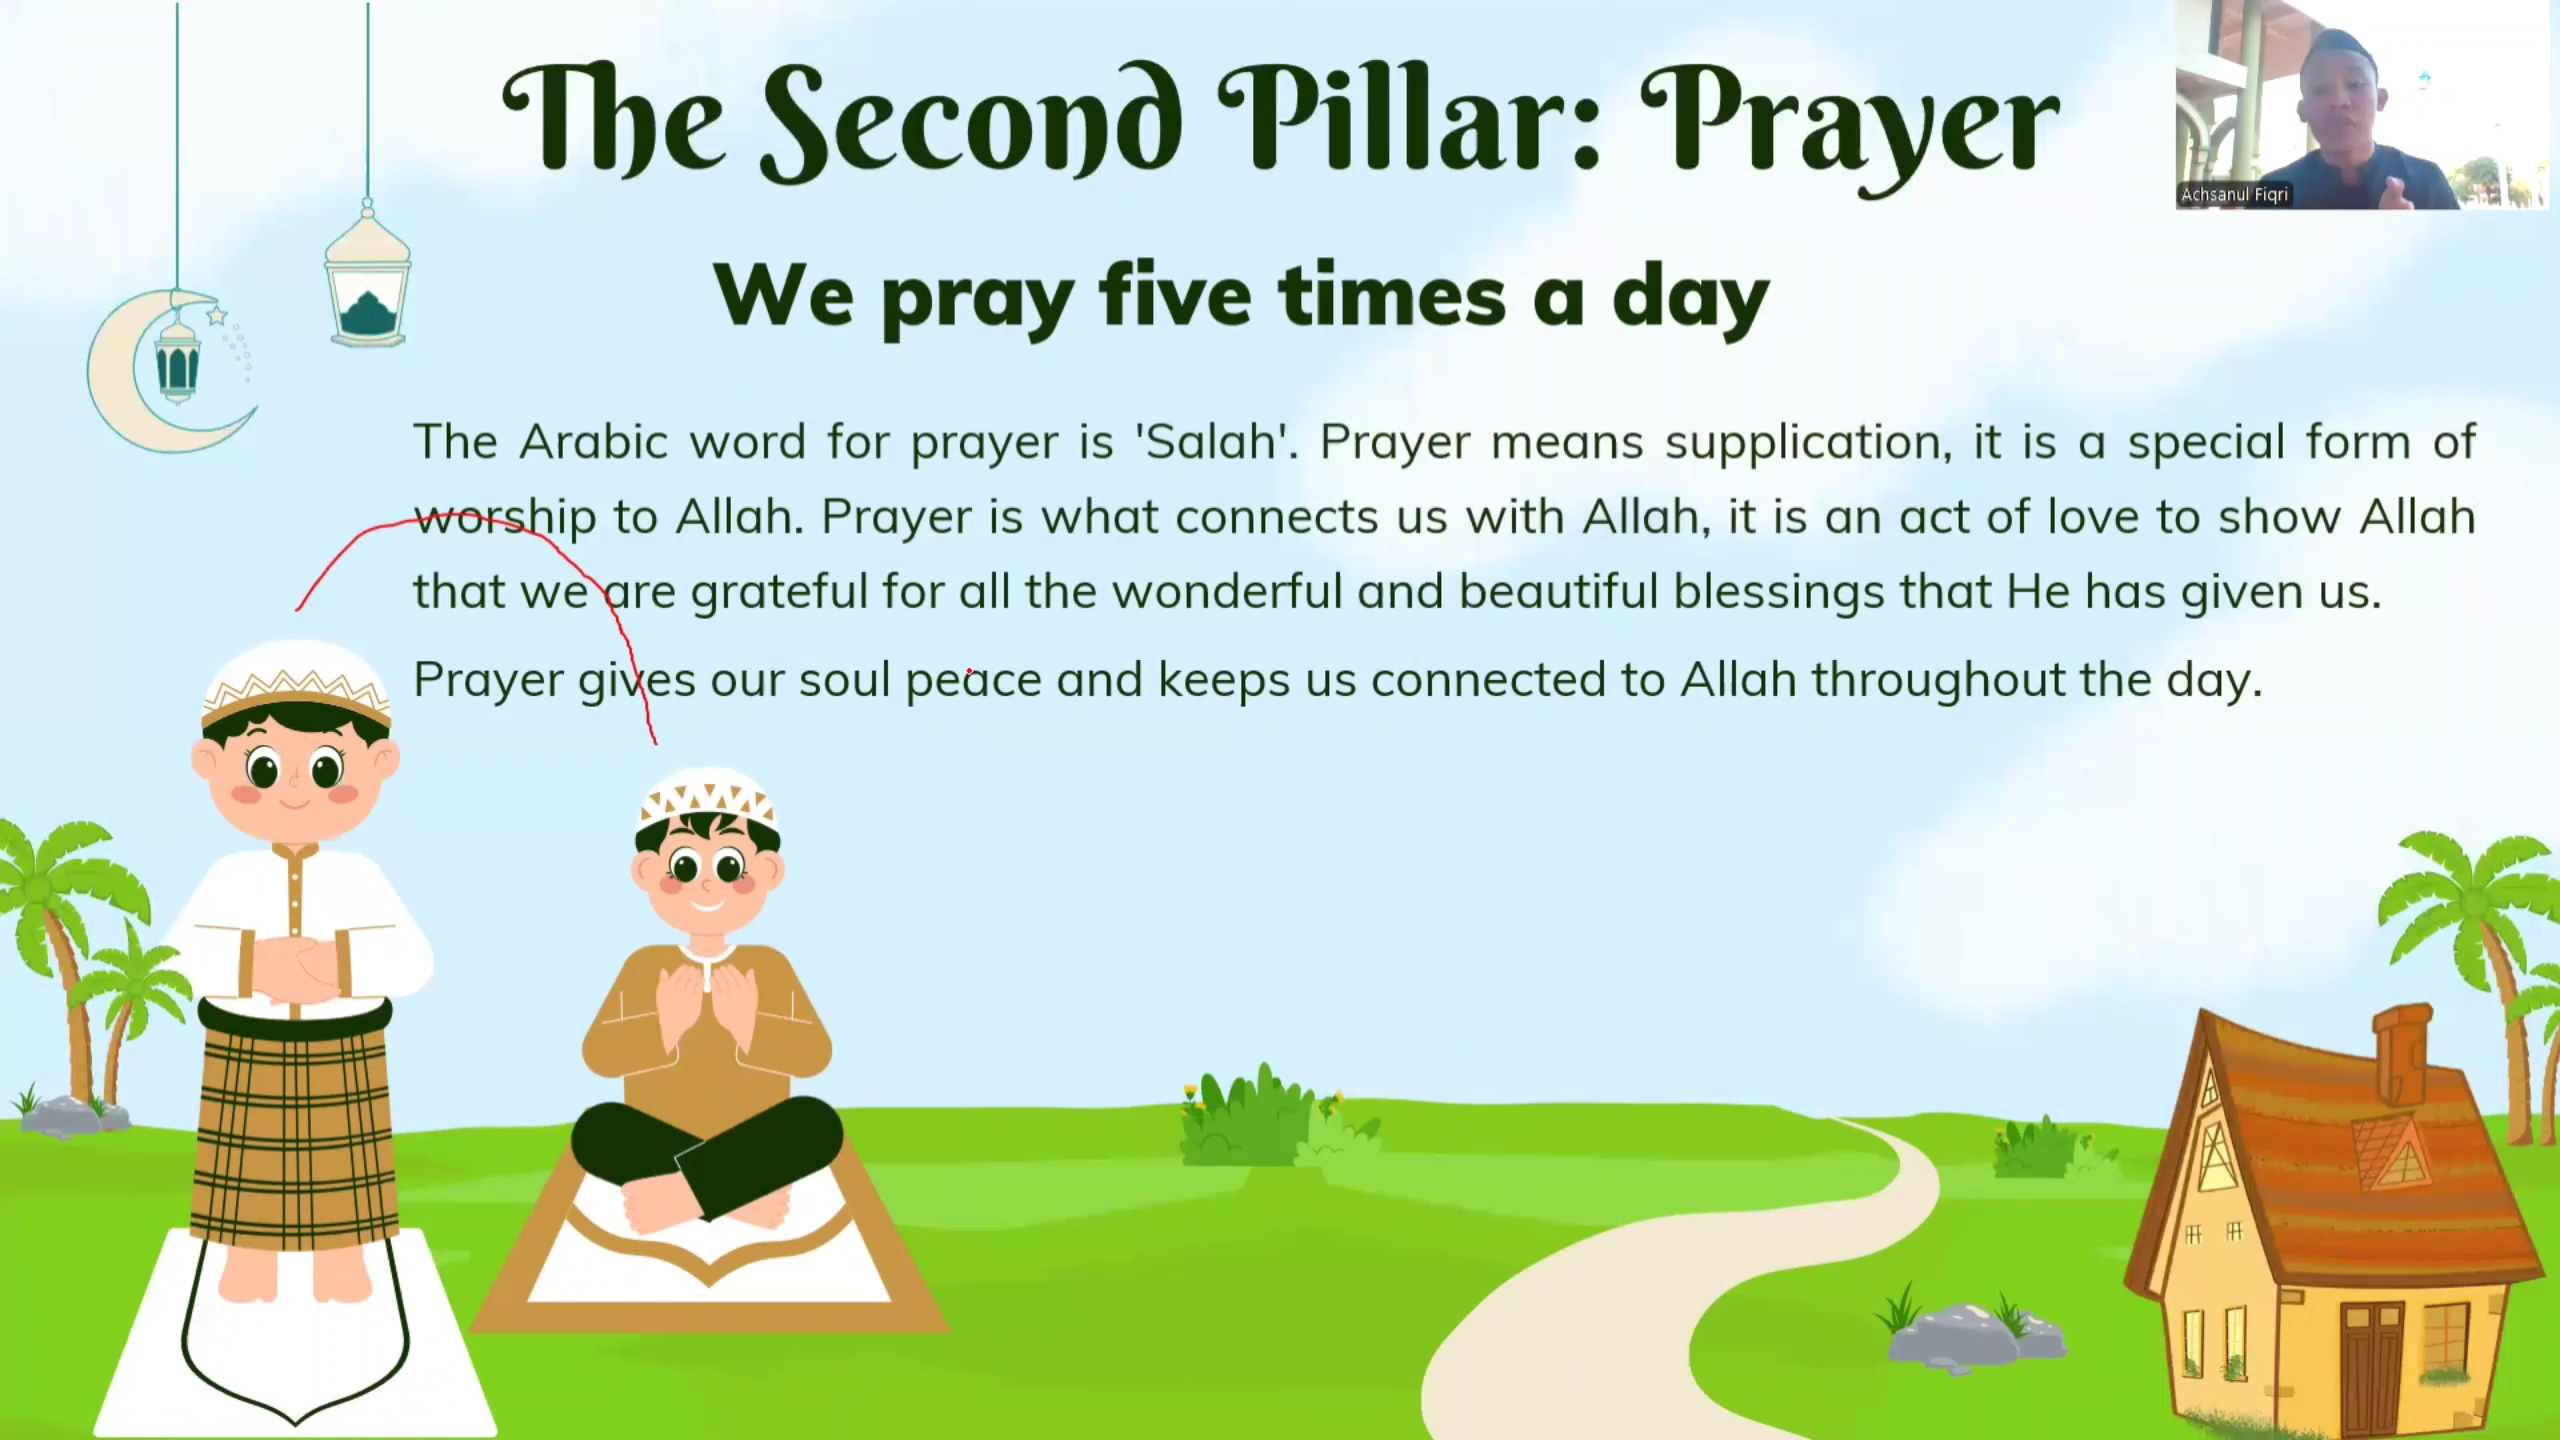 The Second Pillar: Prayer
Achsanul Fiqri
We pray five times a day
The Arabic word for prayer is 'Salah'. Prayer means supplication, it is a special form of
worship to Allah. Prayer is what connects us with Allah, it is an act of love to show Allah
that we are grateful for all the wonderful and beautiful blessings that He has given us.
Prayer gives our soul peace and keeps us connected to Allah throughout the day.